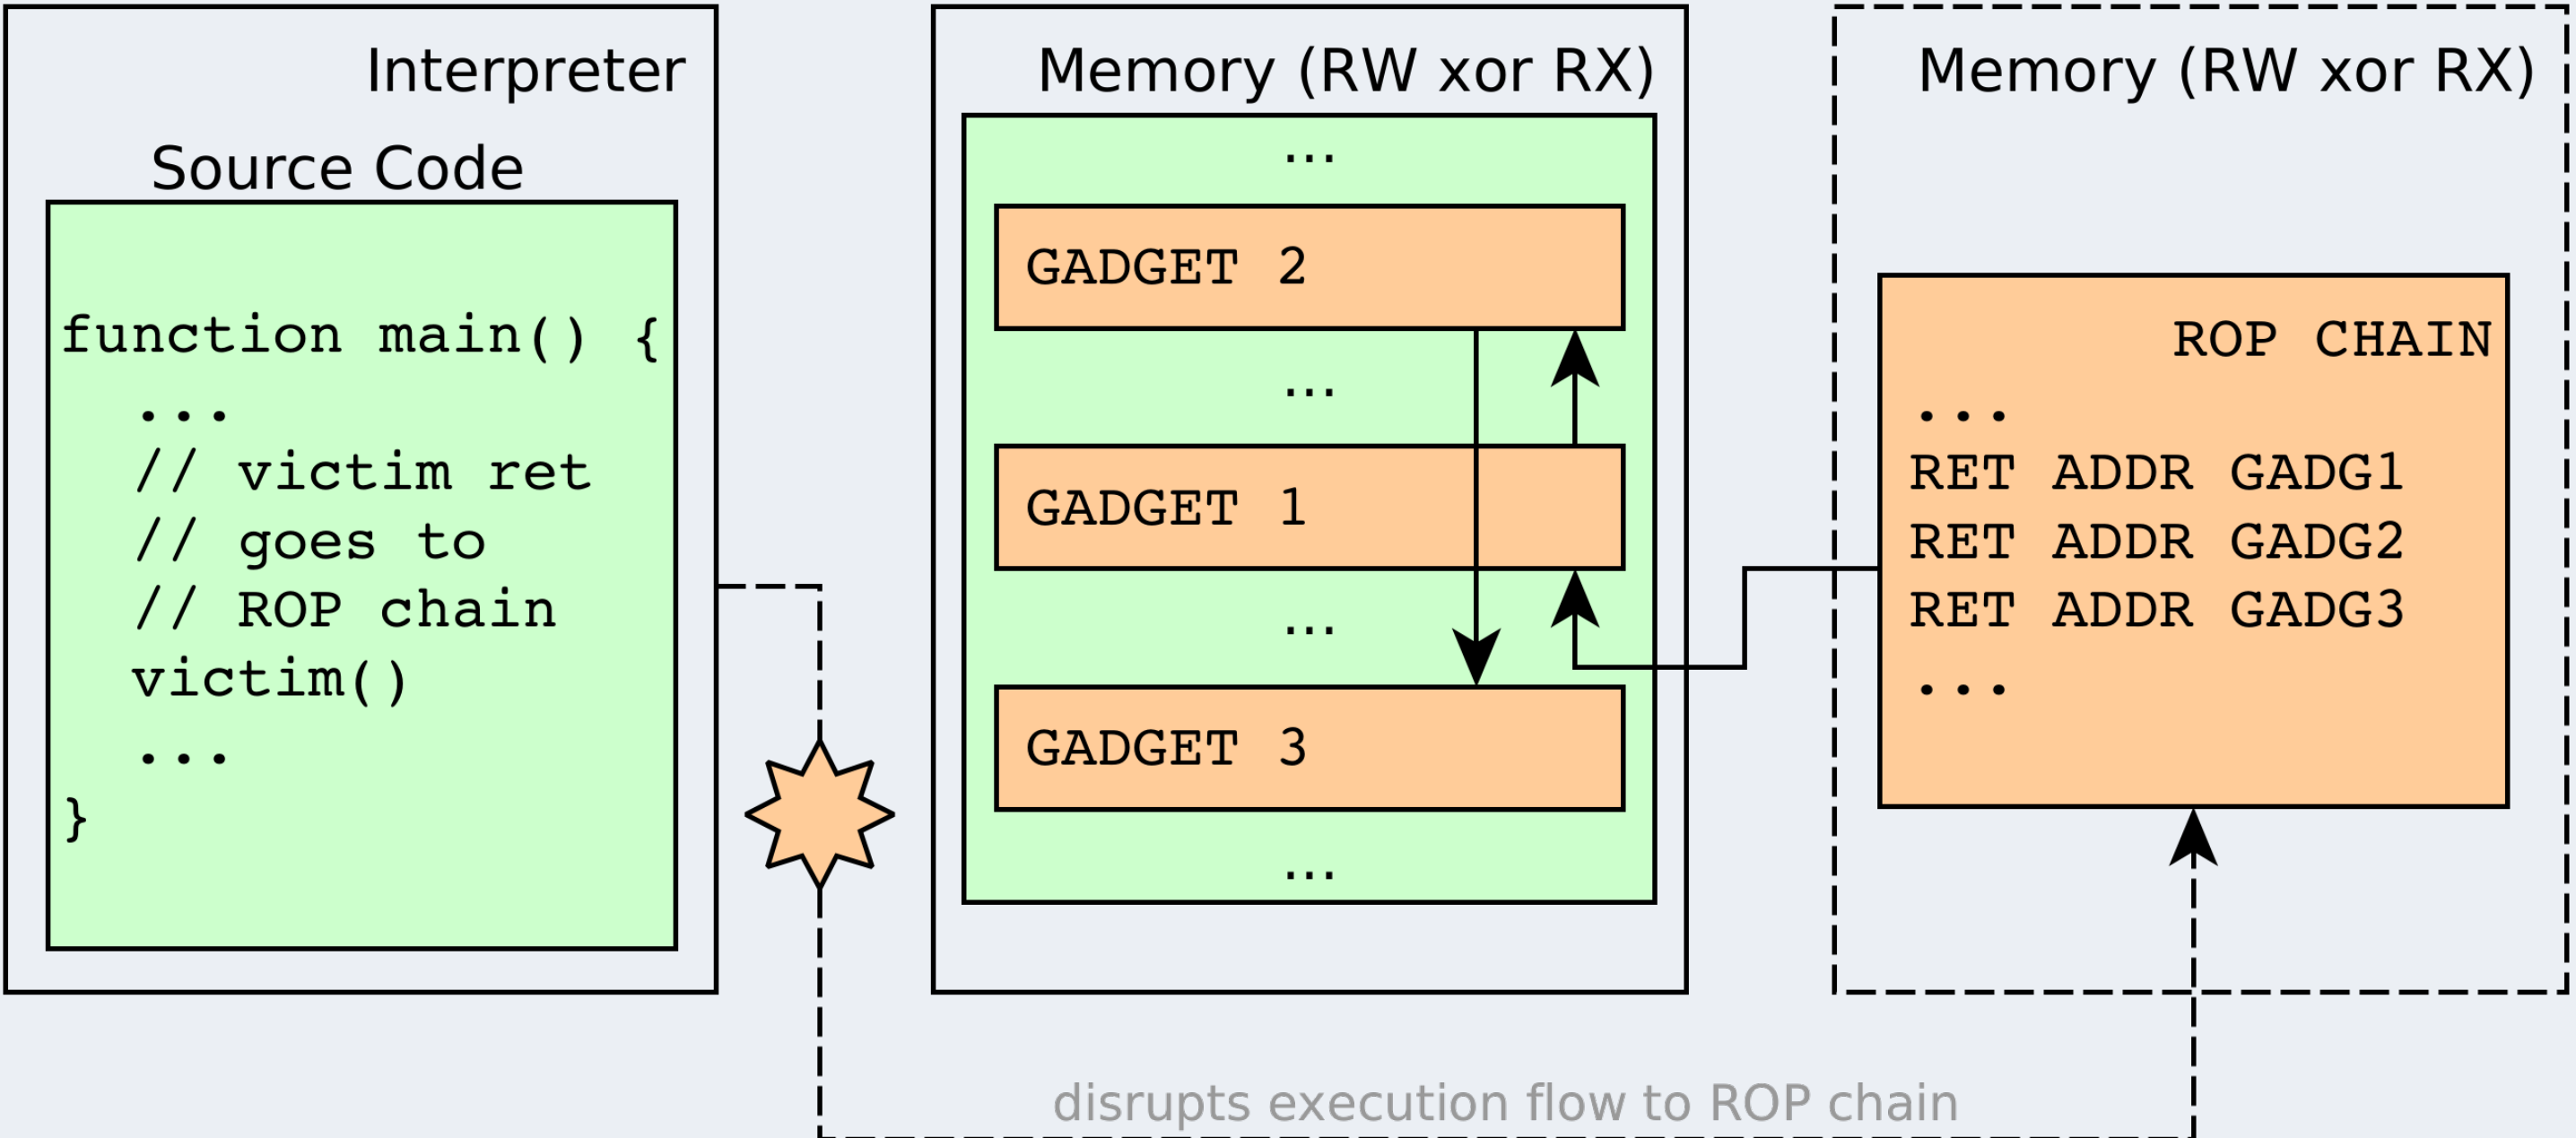 Interpreter
Source Code
function main() {
...
// victim ret
// goes to
// ROP chain
victim()
...
}
Memory (RW xor RX)
...
GADGET 2
...
GADGET 1
...
GADGET 3
...
Memory (RW xor RX)
ROP CHAIN
...
RET ADDR GADG1
RET ADDR GADG2
RET ADDR GADG3
...
disrupts execution flow to ROP chain